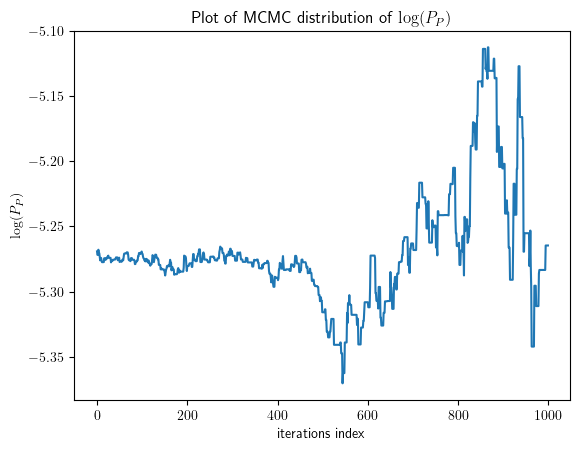 Plot of MCMC distribution of log(P_P)
−5.10
−5.15
−5.20
−5.25
−5.30
−5.35
log(P_P)
0 200 400 600 800 1000
iterations index